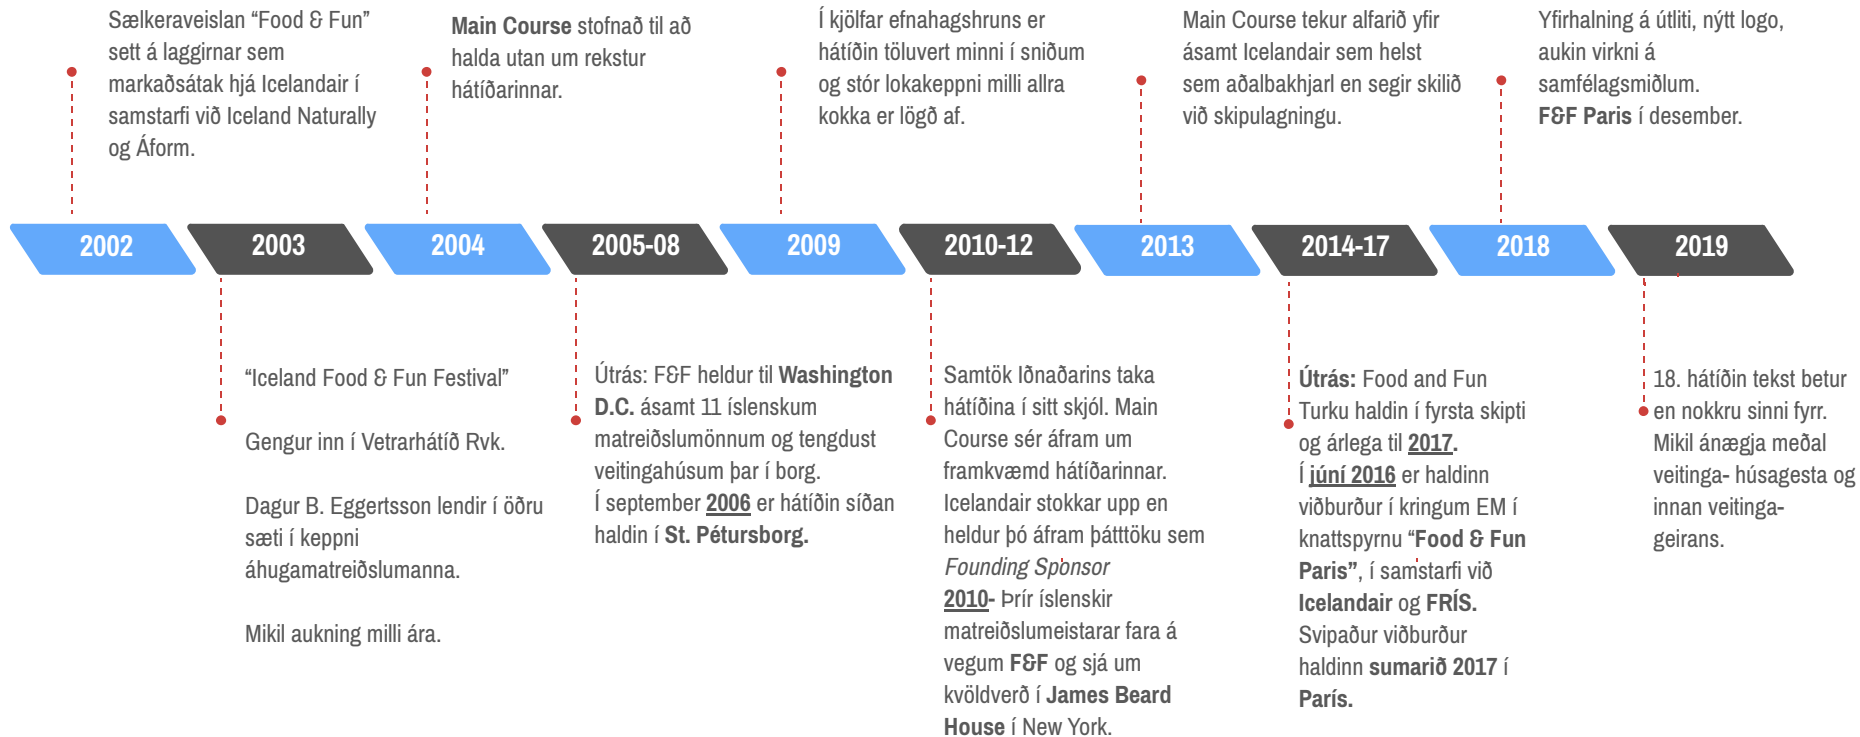 Sælkeraveislan “Food & Fun”
sett á laggirnar sem
markaðsátak hjá Icelandair í
samstarfi við Iceland Naturally
og Áform.
Main Course stofnað til að
halda utan um rekstur
hátíðarinnar.
Í kjölfar efnahagshruns er
hátíðin töluvert minni í sniðum
og stór lokakeppni milli allra
kokka er lögð af.
Main Course tekur alfarið yfir
ásamt Icelandair sem helst
sem aðalbakhjarl en segir skilið
við skipulagningu.
Yfirhalning á útliti, nýtt logo,
aukin virkni á
samfélagsmiðlum.
F&F Paris í desember.
2002
2003
2004
2005-08
2009
2010-12
2013
2014-17
2018
2019
“Iceland Food & Fun Festival”
Gengur inn í Vetrarhátíð Rvk.
Dagur B. Eggertsson lendir í öðru
sæti í keppni
áhugamatreiðslumanna.
Mikil aukning milli ára.
Útrás: F&F heldur til Washington
D.C. ásamt 11 íslenskum
matreiðslumönnum og tengdust
veitingahúsum þar í borg.
Í september 2006 er hátíðin síðan
haldin í St. Pétursborg.
Samtök Iðnaðarins taka
hátíðina í sitt skjól. Main
Course sér áfram um
framkvæmd hátíðarinnar.
Icelandair stokkar upp en
heldur þó áfram þátttöku sem
Founding Sponsor
2010- Þrír íslenskir
matreiðslumeistarar fara á
vegum F&F og sjá um
kvöldverð í James Beard
House í New York.
Útrás: Food and Fun
Turku haldin í fyrsta skipti
og árlega til 2017.
Í júní 2016 er haldinn
viðburður í kringum EM í
knattspyrnu “Food & Fun
Paris”, í samstarfi við
Icelandair og FRÍS.
Svipaður viðburður
haldinn sumarið 2017 í
París.
18. hátíðin tekst betur
en nokkru sinni fyrr.
Mikil ánægja meðal
veitinga- húsagesta og
innan veitinga-
geirans.